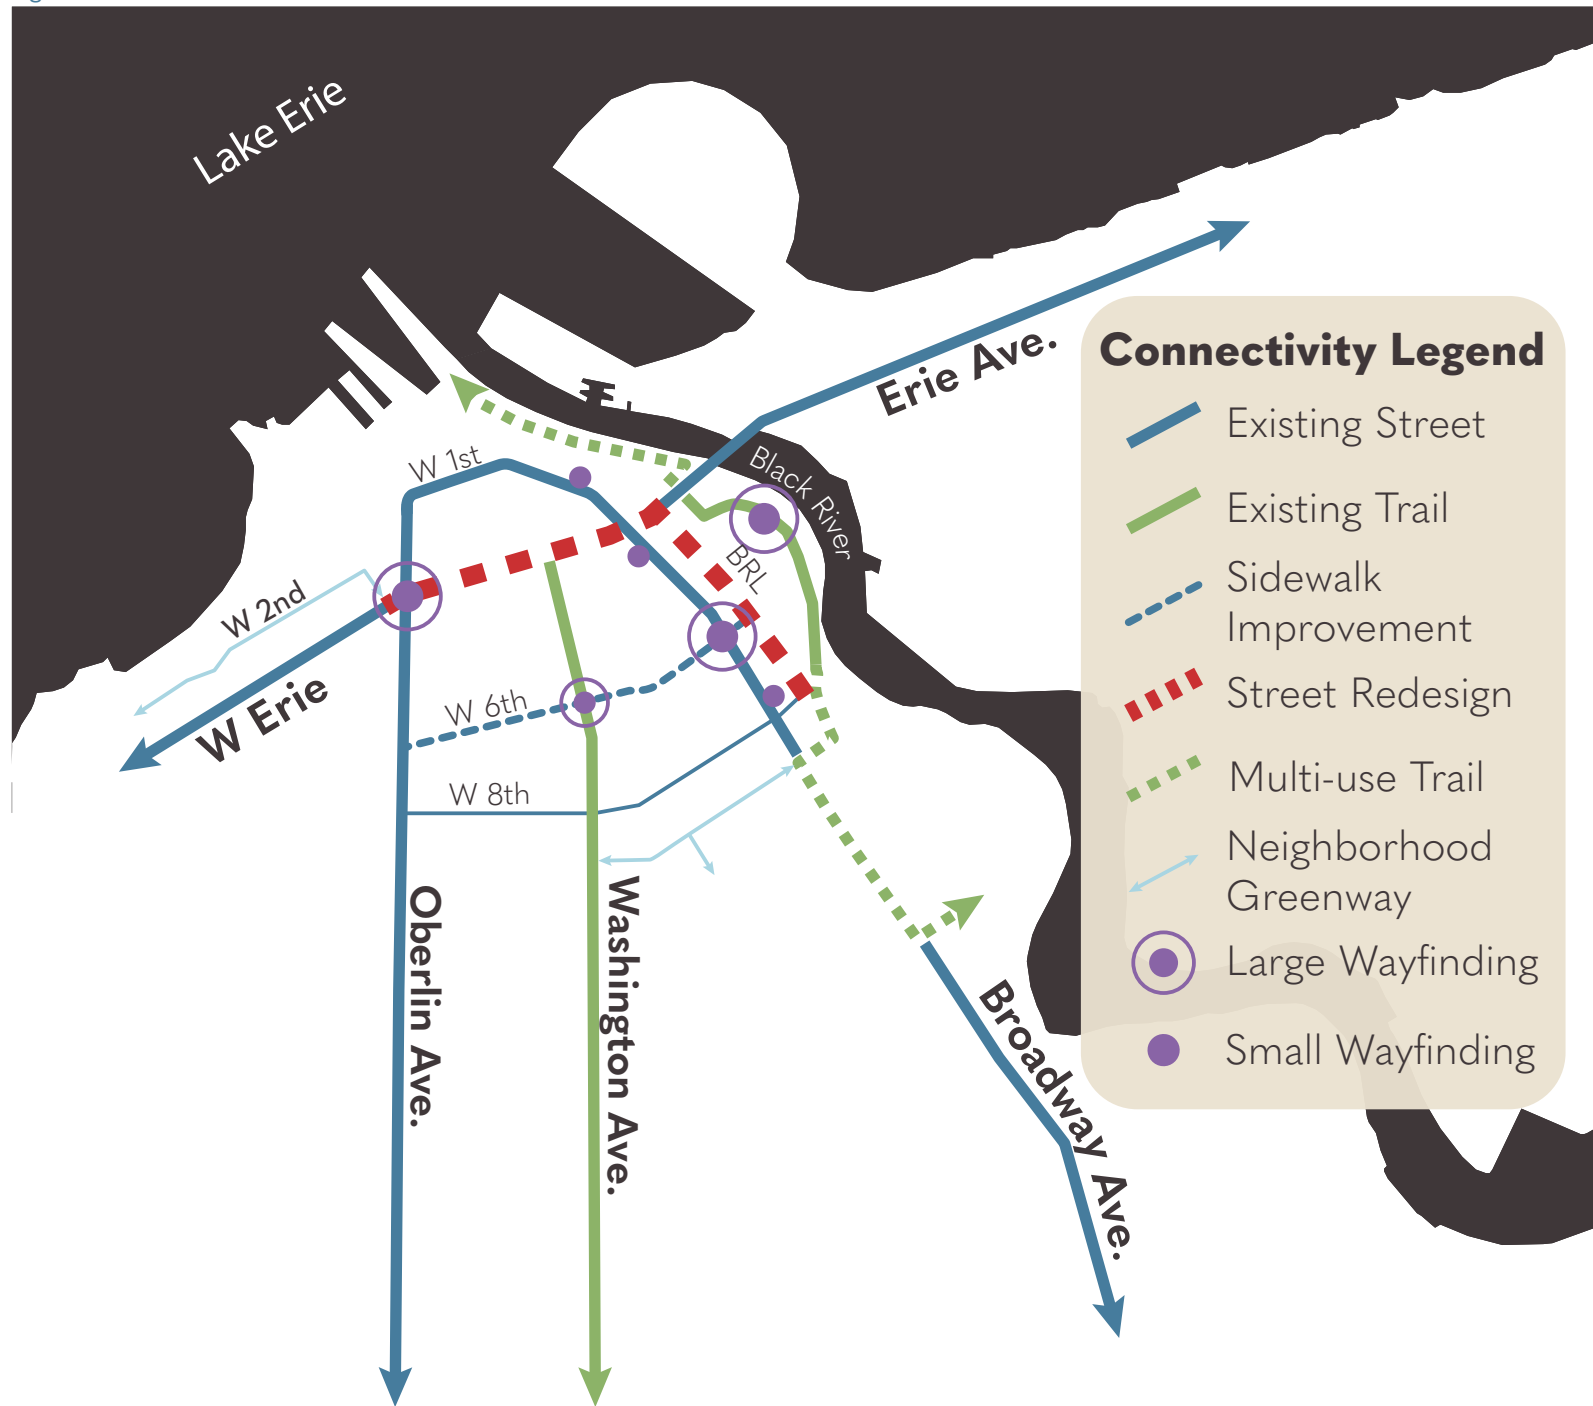 Lake Erie
Erie Ave.
Black River
W 1st
BRL
W 2nd
W Erie
W 6th
W 8th
Oberlin Ave.
Washington Ave.
Broadway Ave.
Connectivity Legend
Existing Street
Existing Trail
Sidewalk
Improvement
Street Redesign
Multi-use Trail
Neighborhood
Greenway
Large Wayfinding
Small Wayfinding